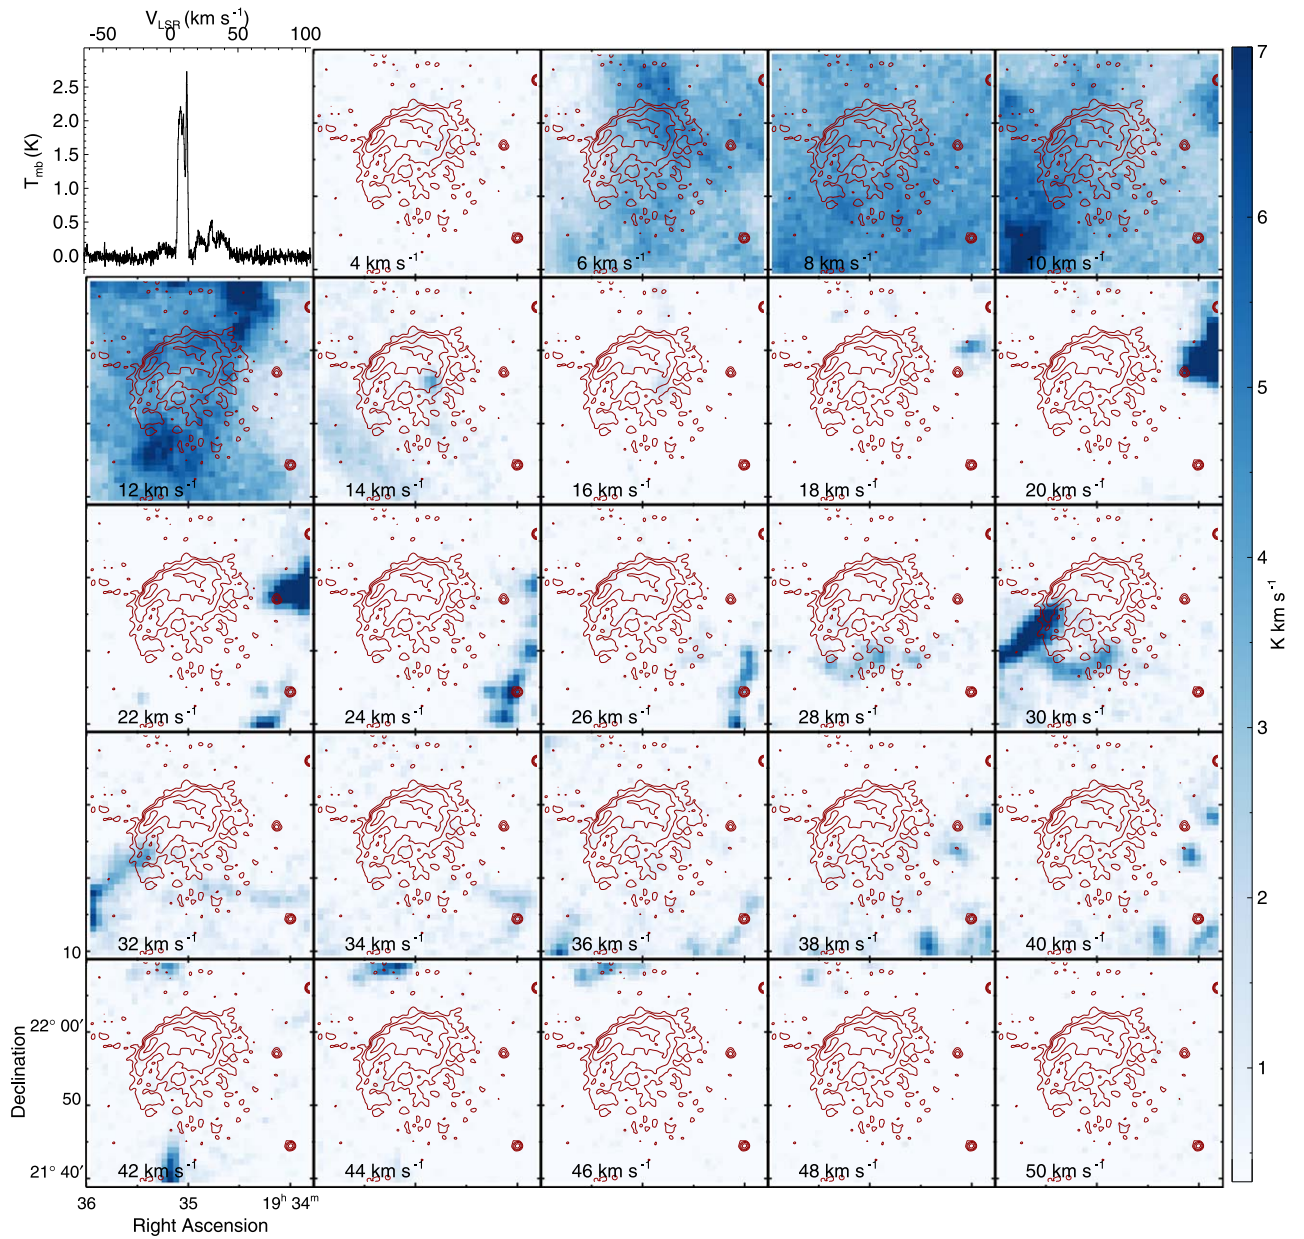 V_LSR (km s⁻¹)
-50 0 50 100
T_mb (K)
2.5
2.0
1.5
1.0
0.5
0.0
4 km s⁻¹ 6 km s⁻¹ 8 km s⁻¹ 10 km s⁻¹
12 km s⁻¹ 14 km s⁻¹ 16 km s⁻¹ 18 km s⁻¹ 20 km s⁻¹
22 km s⁻¹ 24 km s⁻¹ 26 km s⁻¹ 28 km s⁻¹ 30 km s⁻¹
32 km s⁻¹ 34 km s⁻¹ 36 km s⁻¹ 38 km s⁻¹ 40 km s⁻¹
10
42 km s⁻¹ 44 km s⁻¹ 46 km s⁻¹ 48 km s⁻¹ 50 km s⁻¹
22° 00′
50
21° 40′
Declination
36 35 19ʰ 34ᵐ
Right Ascension
7
6
5
4
3
2
1
K km s⁻¹